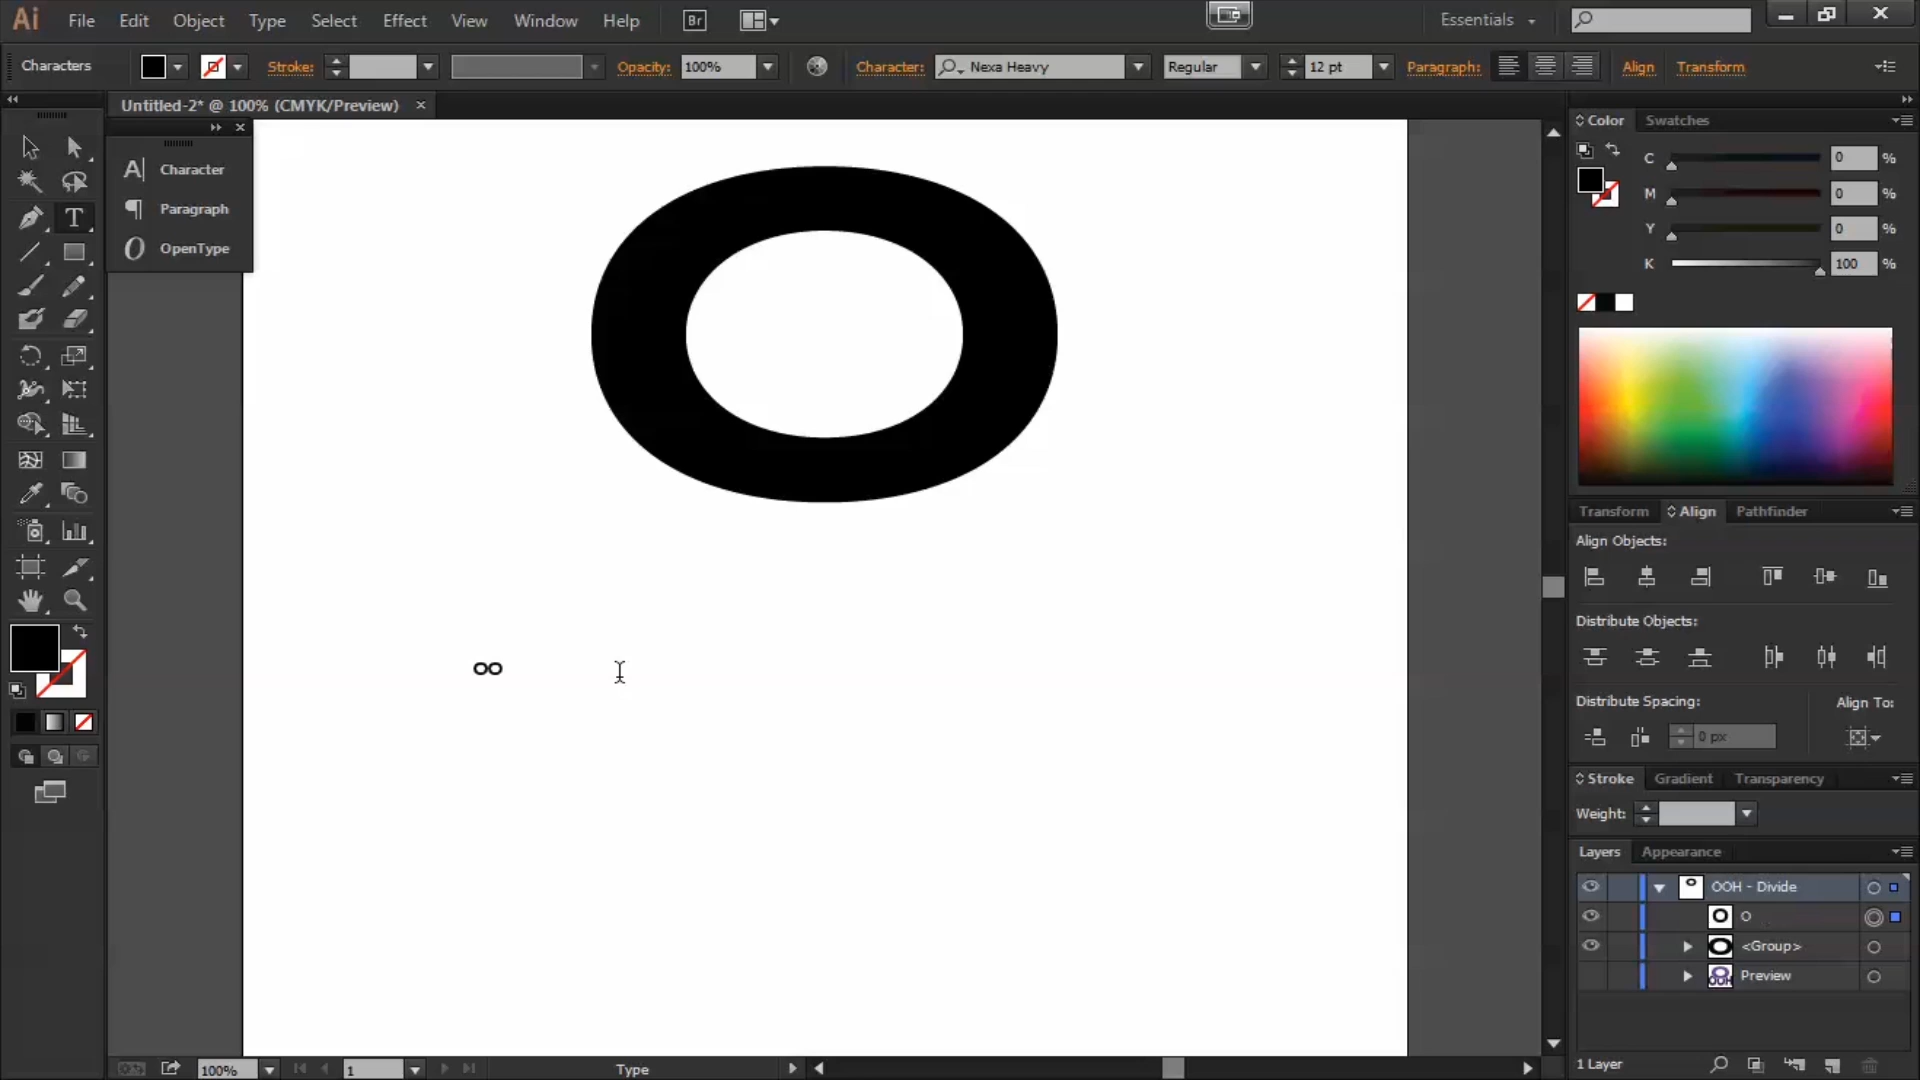 Ai File Edit Object Type Select Effect View Window Help Br Essentials
Characters Stroke: Opacity: 100% Character: Nexa Heavy Regular 12 pt Paragraph: Align Transform
Untitled-2* @ 100% (CMYK/Preview)
Character
Paragraph
OpenType
O
oo
Color Swatches
C 0 %
M 0 %
Y 0 %
K 100 %
Transform Align Pathfinder
Align Objects:
Distribute Objects:
Distribute Spacing: Align To:
0 px
Stroke Gradient Transparency
Weight:
Layers Appearance
OOH - Divide
O
<Group>
Preview
1 Layer
100% 1 Type